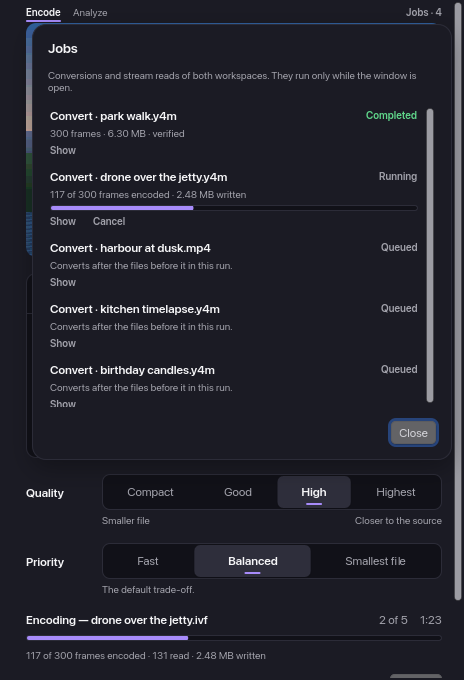 Encode Analyze Jobs · 4
Jobs
Conversions and stream reads of both workspaces. They run only while the window is
open.
Convert · park walk.y4m Completed
300 frames · 6.30 MB · verified
Show
Convert · drone over the jetty.y4m Running
117 of 300 frames encoded · 2.48 MB written
Show Cancel
Convert · harbour at dusk.mp4 Queued
Converts after the files before it in this run.
Show
Convert · kitchen timelapse.y4m Queued
Converts after the files before it in this run.
Show
Convert · birthday candles.y4m Queued
Converts after the files before it in this run.
Show
Close
Quality Compact Good High Highest
Smaller file Closer to the source
Priority Fast Balanced Smallest file
The default trade-off.
Encoding — drone over the jetty.ivf 2 of 5 1:23
117 of 300 frames encoded · 131 read · 2.48 MB written